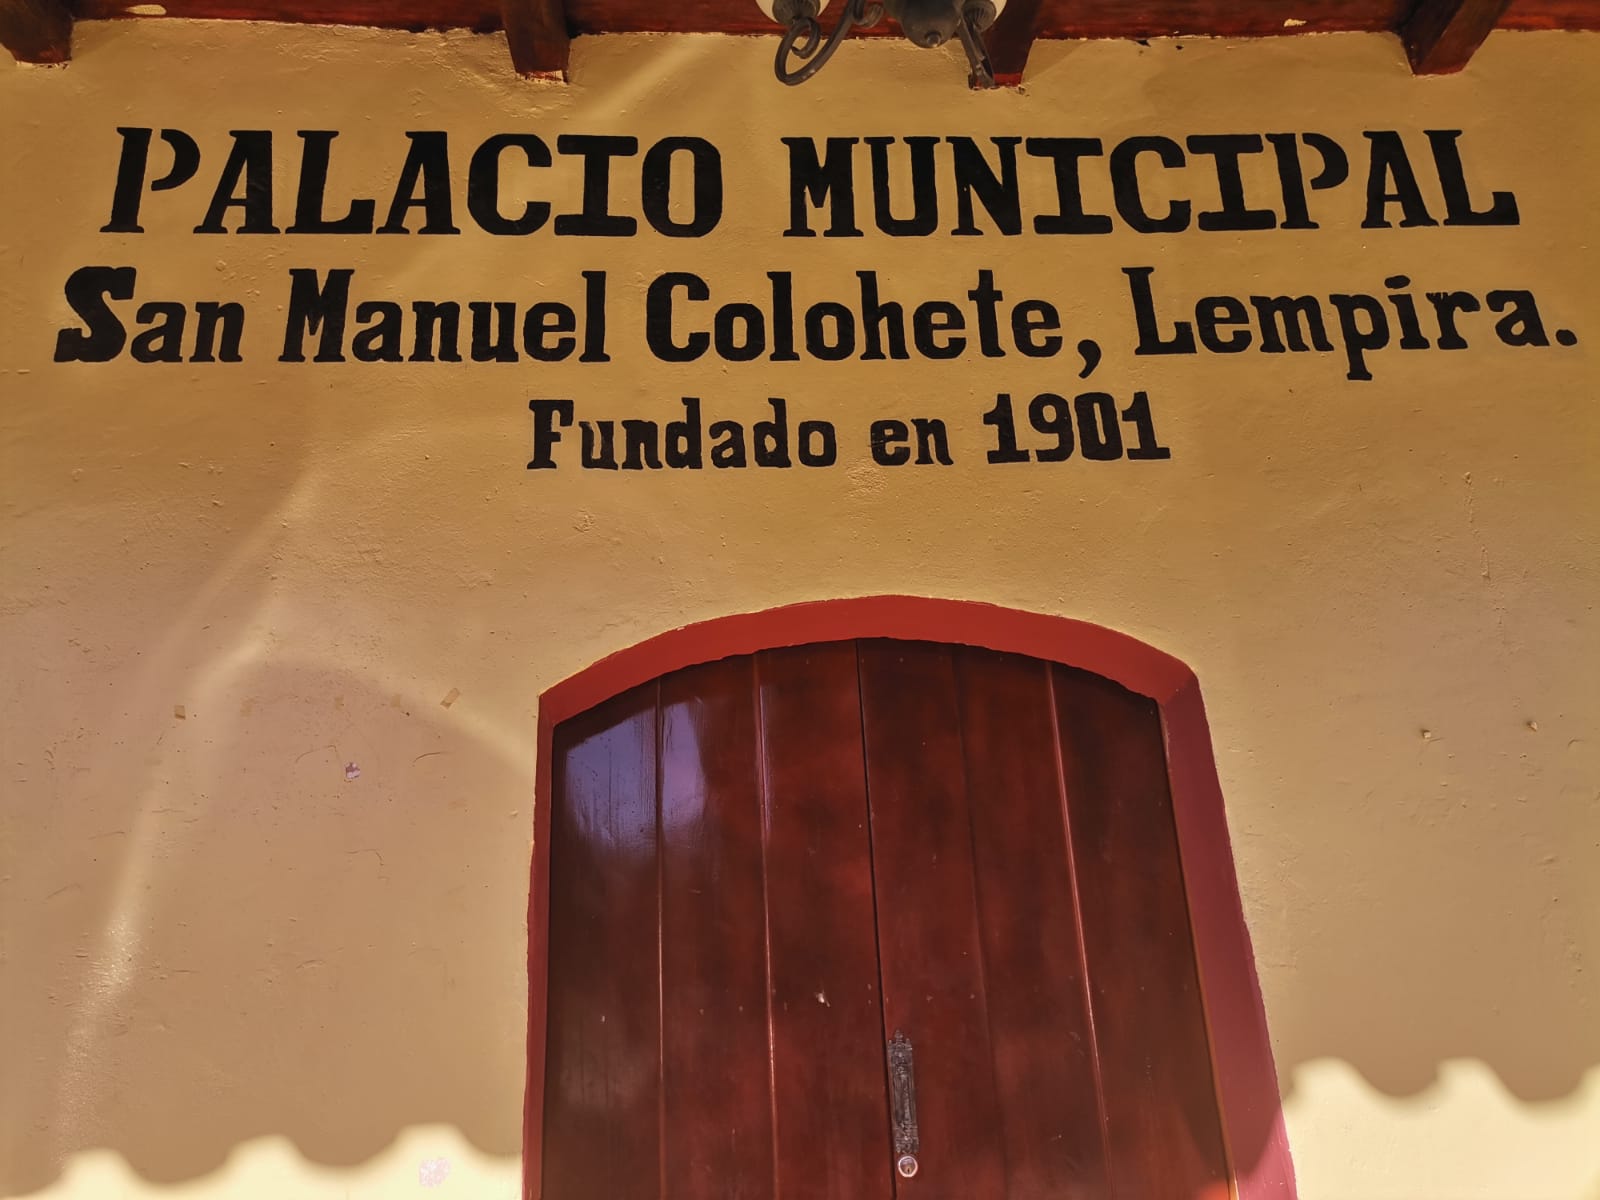 PALACIO MUNICIPAL
San Manuel Colohete, Lempira.
Fundado en 1901